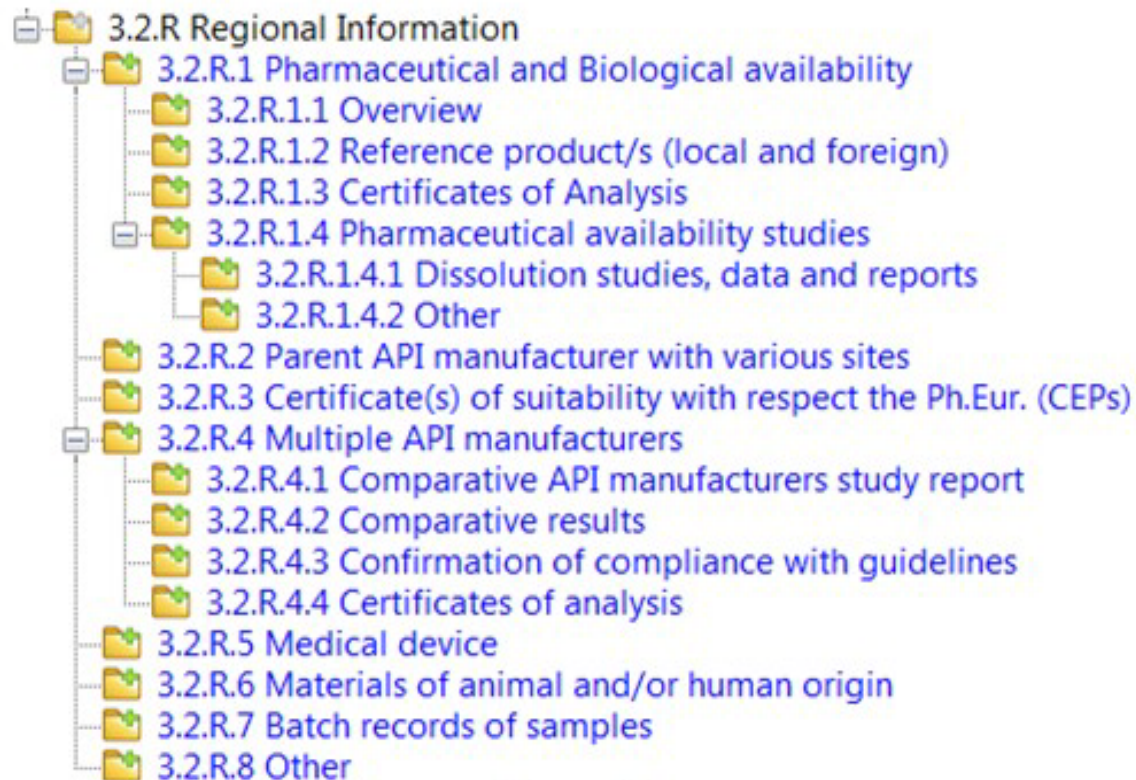 3.2.R Regional Information
3.2.R.1 Pharmaceutical and Biological availability
3.2.R.1.1 Overview
3.2.R.1.2 Reference product/s (local and foreign)
3.2.R.1.3 Certificates of Analysis
3.2.R.1.4 Pharmaceutical availability studies
3.2.R.1.4.1 Dissolution studies, data and reports
3.2.R.1.4.2 Other
3.2.R.2 Parent API manufacturer with various sites
3.2.R.3 Certificate(s) of suitability with respect the Ph.Eur. (CEPs)
3.2.R.4 Multiple API manufacturers
3.2.R.4.1 Comparative API manufacturers study report
3.2.R.4.2 Comparative results
3.2.R.4.3 Confirmation of compliance with guidelines
3.2.R.4.4 Certificates of analysis
3.2.R.5 Medical device
3.2.R.6 Materials of animal and/or human origin
3.2.R.7 Batch records of samples
3.2.R.8 Other